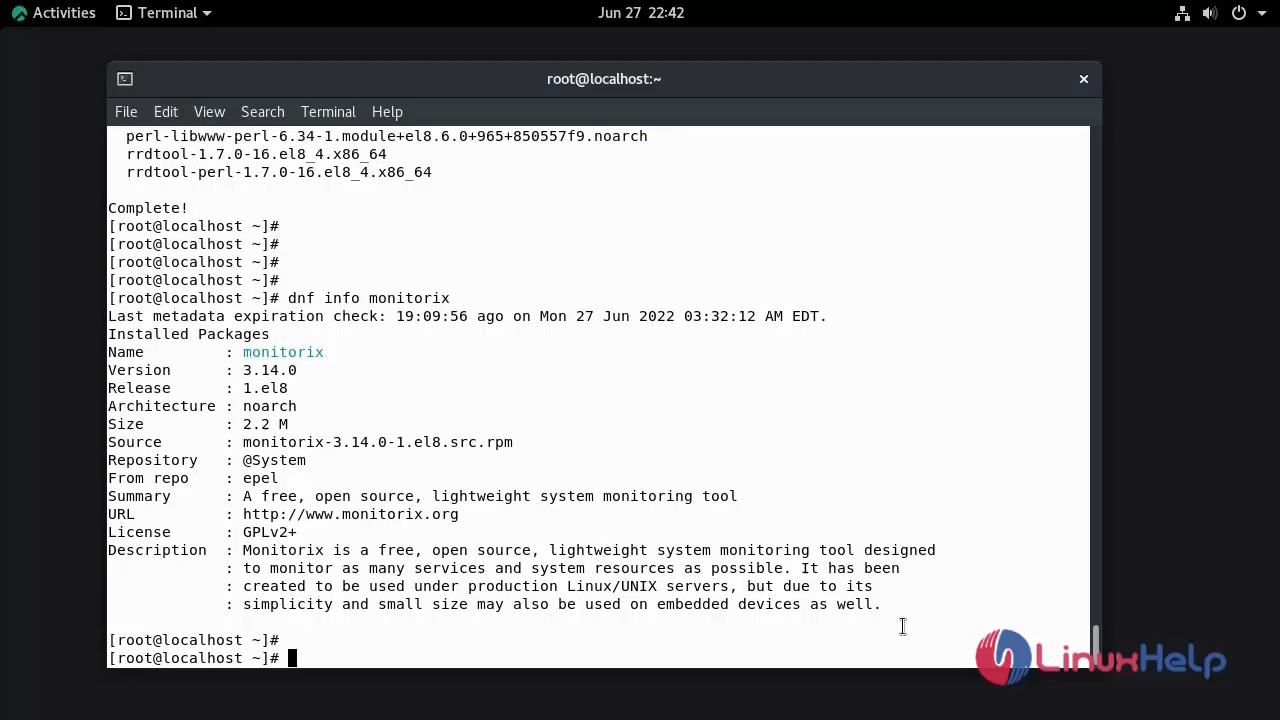 Activities Terminal Jun 27 22:42
root@localhost:~
File Edit View Search Terminal Help
perl-libwww-perl-6.34-1.module+el8.6.0+965+850557f9.noarch
rrdtool-1.7.0-16.el8_4.x86_64
rrdtool-perl-1.7.0-16.el8_4.x86_64
Complete!
[root@localhost ~]#
[root@localhost ~]#
[root@localhost ~]#
[root@localhost ~]#
[root@localhost ~]# dnf info monitorix
Last metadata expiration check: 19:09:56 ago on Mon 27 Jun 2022 03:32:12 AM EDT.
Installed Packages
Name         : monitorix
Version      : 3.14.0
Release      : 1.el8
Architecture : noarch
Size         : 2.2 M
Source       : monitorix-3.14.0-1.el8.src.rpm
Repository   : @System
From repo    : epel
Summary      : A free, open source, lightweight system monitoring tool
URL          : http://www.monitorix.org
License      : GPLv2+
Description  : Monitorix is a free, open source, lightweight system monitoring tool designed
             : to monitor as many services and system resources as possible. It has been
             : created to be used under production Linux/UNIX servers, but due to its
             : simplicity and small size may also be used on embedded devices as well.
[root@localhost ~]#
[root@localhost ~]#
LinuxHelp